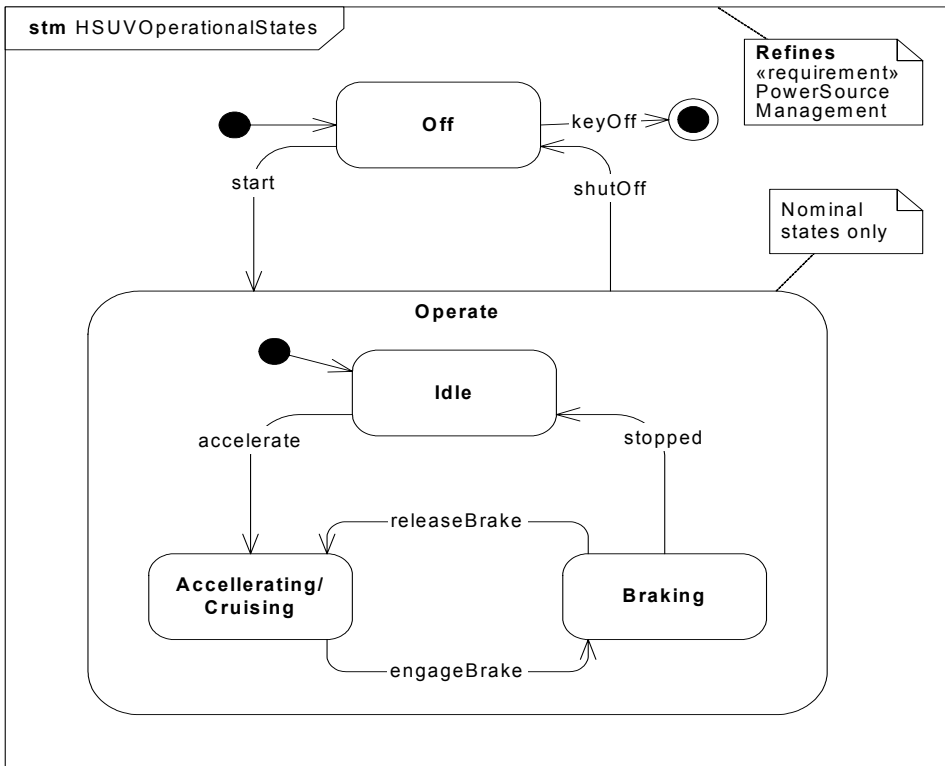 stm HSUVOperationalStates
Refines
«requirement»
PowerSource
Management
Off
keyOff
start
shutOff
Nominal
states only
Operate
Idle
accelerate
stopped
releaseBrake
Accellerating/
Cruising
Braking
engageBrake